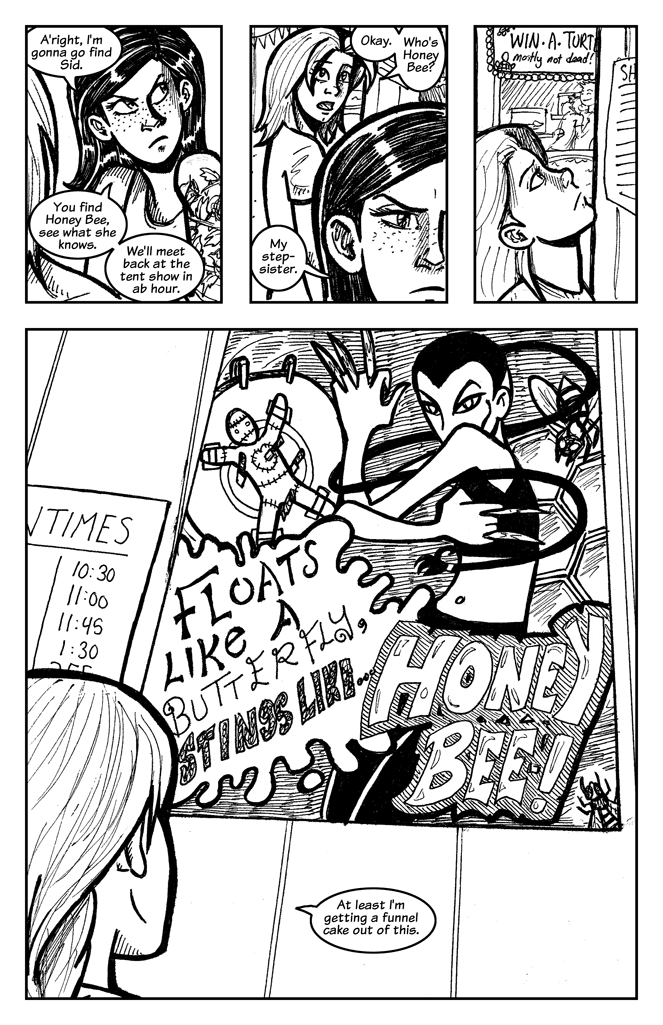 A'right, I'm
gonna go find
Sid.
You find
Honey Bee,
see what she
knows.
We'll meet
back at the
tent show in
ab hour.
Okay.
Who's
Honey
Bee?
My
step-
sister.
WIN·A·TURT
mostly not dead!
SH
TIMES
10:30
11:00
11:45
1:30
FLOATS
LIKE A
BUTTERFLY,
STINGS LIKE...
HONEY
BEE!!
At least I'm
getting a funnel
cake out of this.